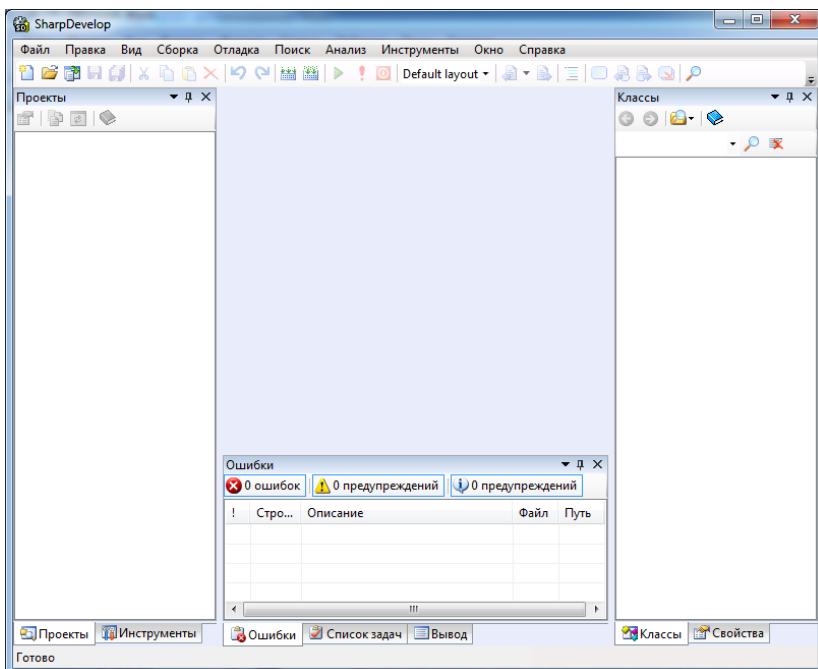 SharpDevelop
Файл Правка Вид Сборка Отладка Поиск Анализ Инструменты Окно Справка
Default layout
Проекты
Классы
Ошибки
0 ошибок 0 предупреждений 0 предупреждений
! Стро... Описание Файл Путь
Проекты Инструменты
Ошибки Список задач Вывод
Классы Свойства
Готово